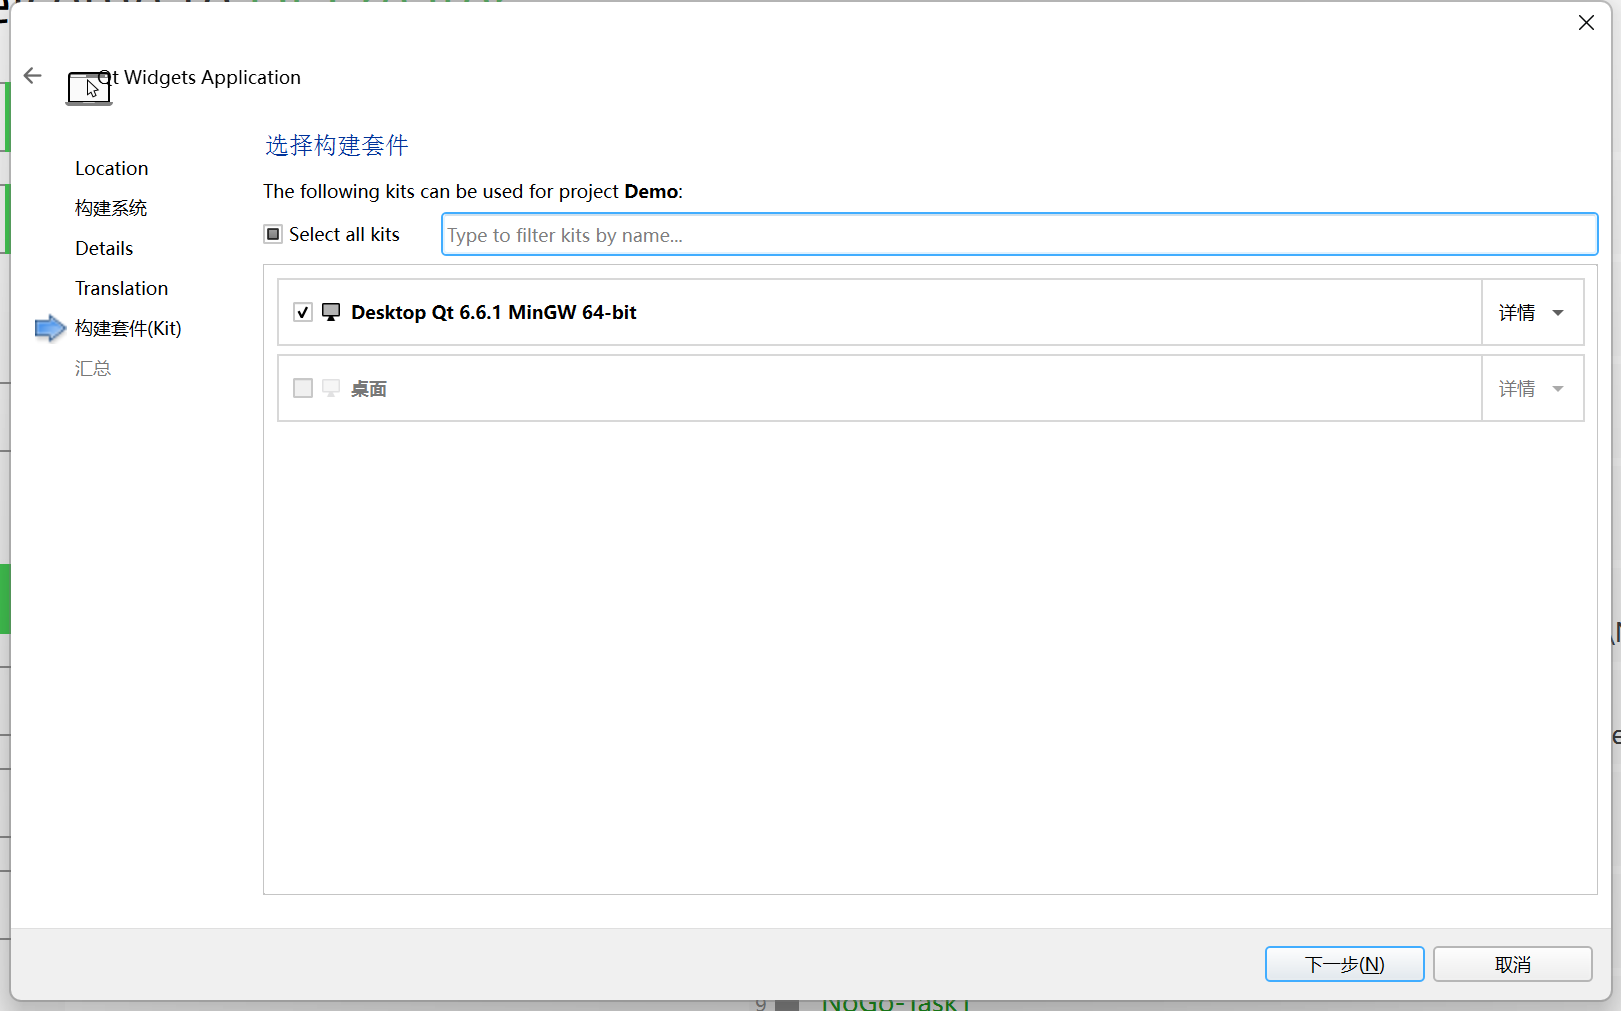 Qt Widgets Application
Location
构建系统
Details
Translation
构建套件(Kit)
汇总
选择构建套件
The following kits can be used for project Demo:
Select all kits
Type to filter kits by name...
Desktop Qt 6.6.1 MinGW 64-bit
详情
桌面
详情
下一步(N)
取消
9
NoGo-Task1